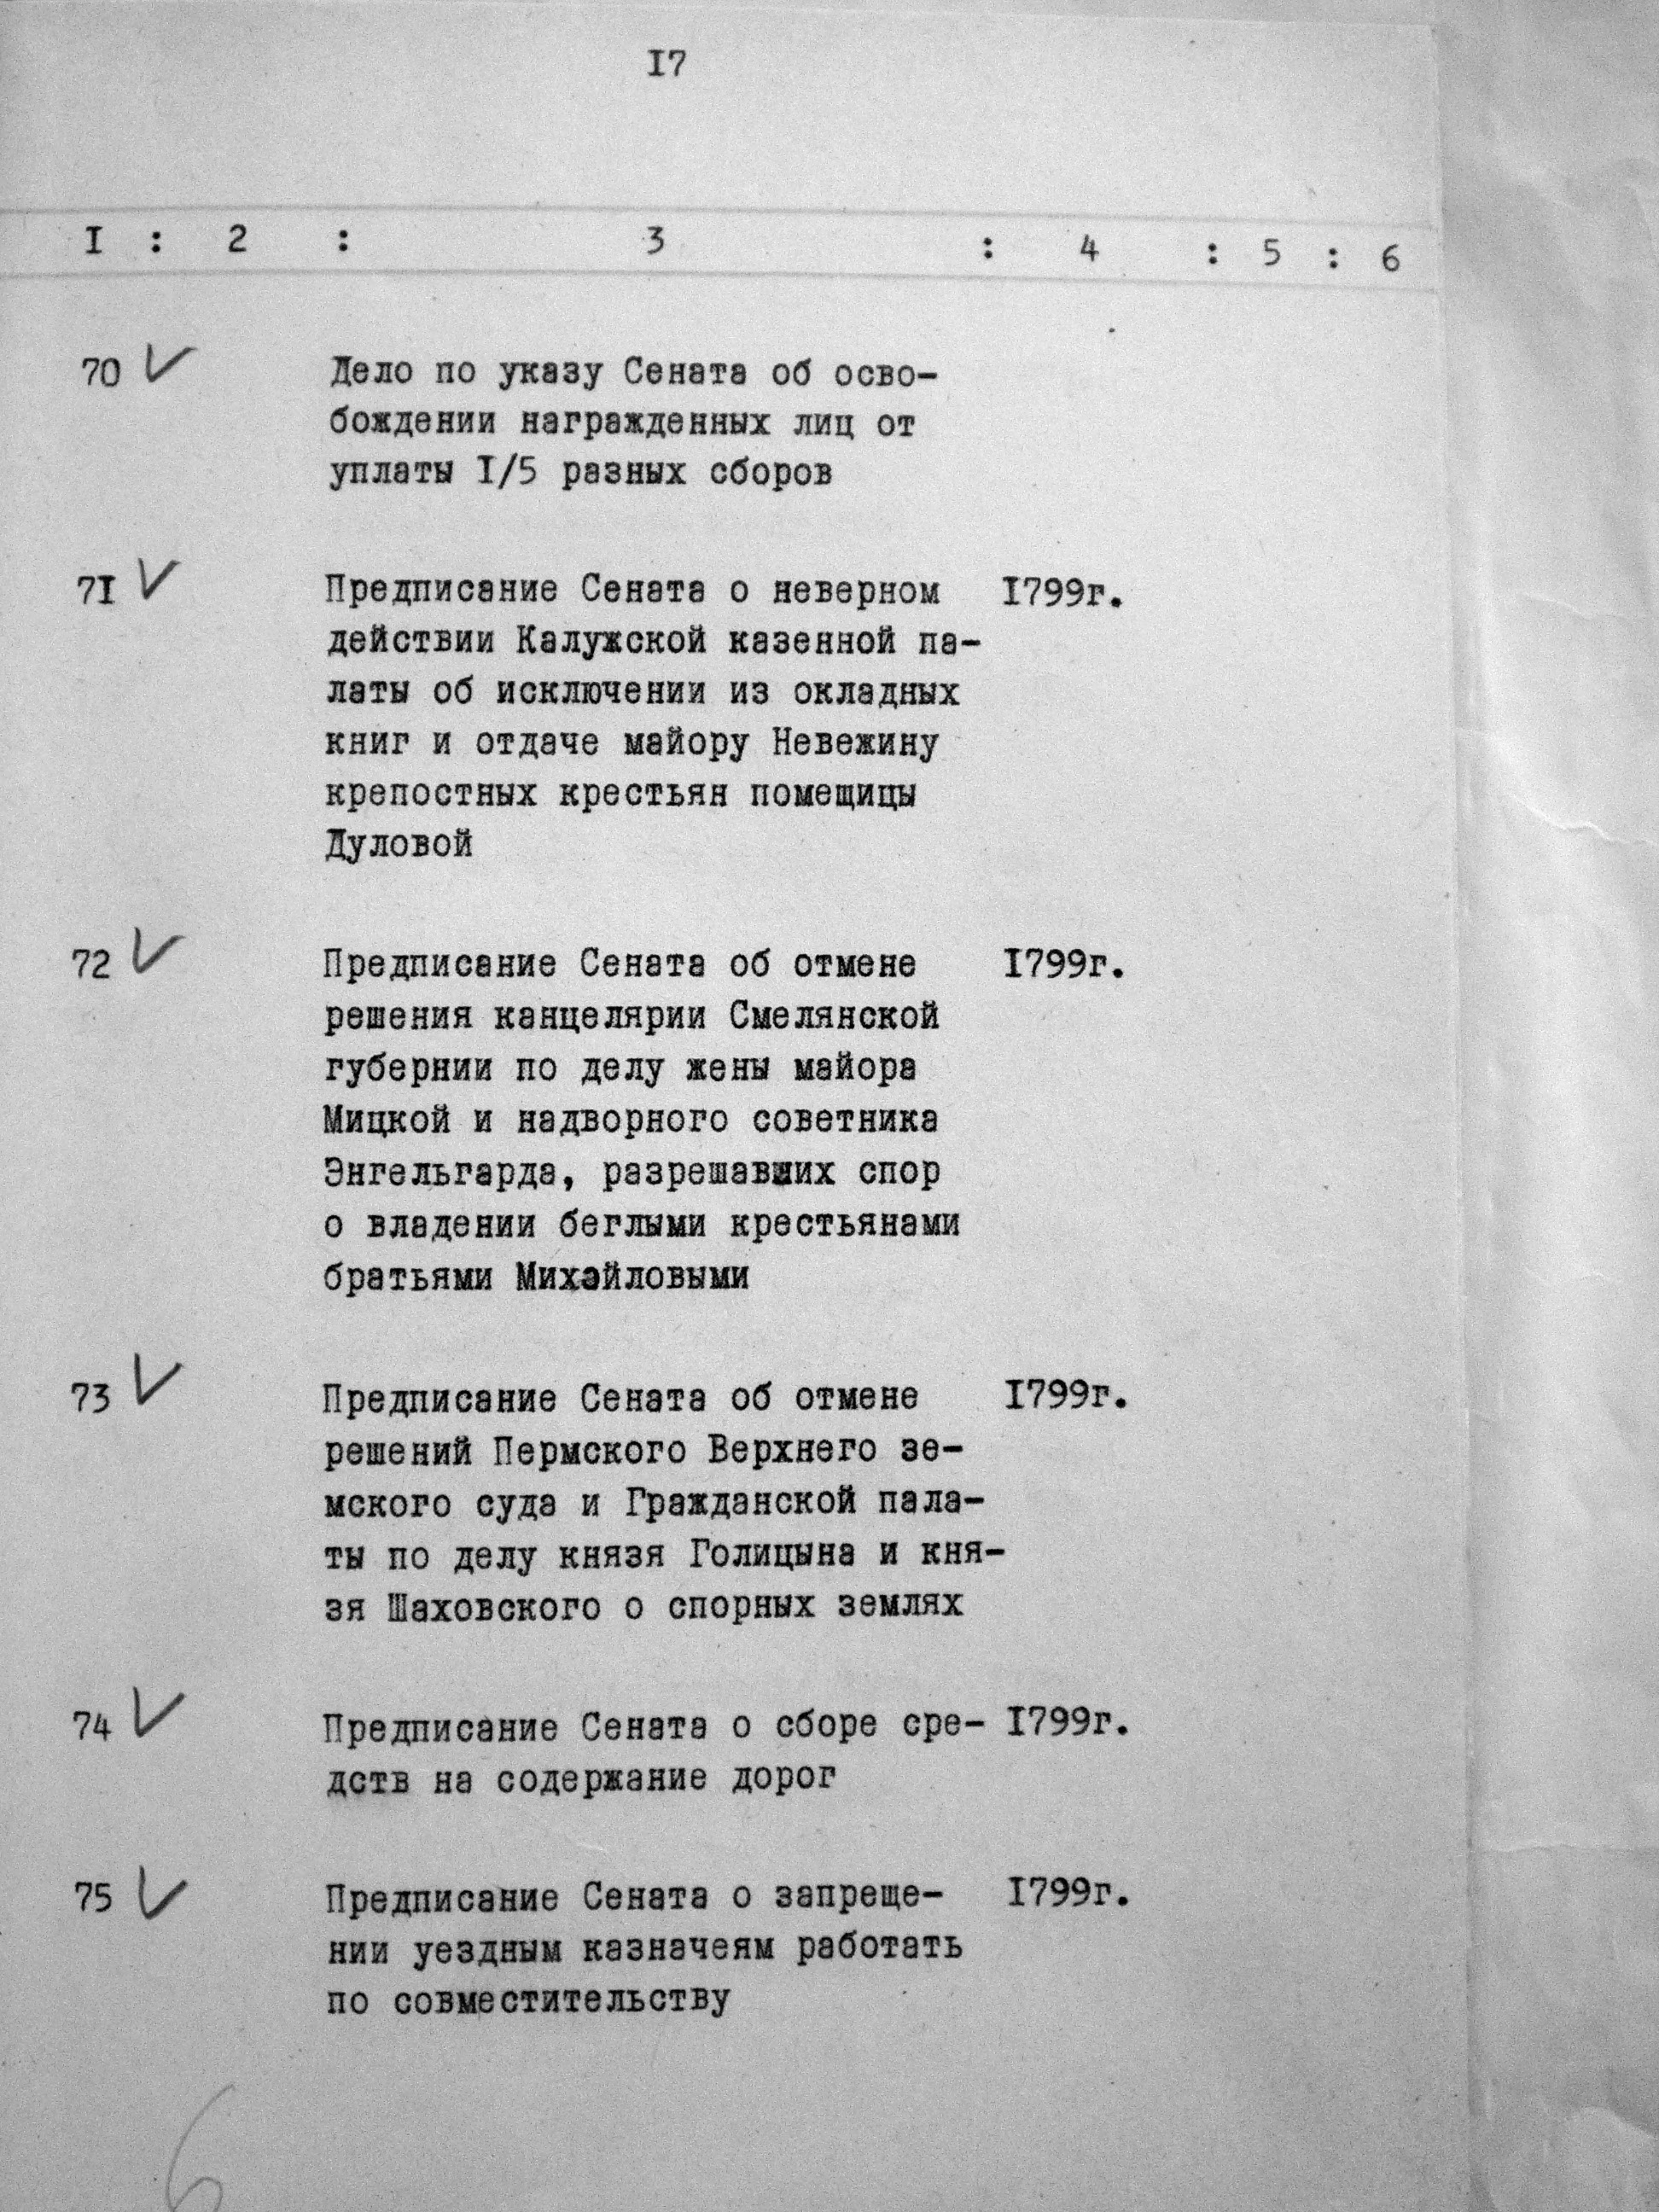 I7
I : 2 : 3 : 4 : 5 : 6
70 Дело по указу Сената об осво-
бождении награжденных лиц от
уплаты I/5 разных сборов
7I Предписание Сената о неверном I799г.
действии Калужской казенной па-
латы об исключении из окладных
книг и отдаче майору Невежину
крепостных крестьян помещицы
Дуловой
72 Предписание Сената об отмене I799г.
решения канцелярии Смелянской
губернии по делу жены майора
Мицкой и надворного советника
Энгельгарда, разрешавших спор
о владении беглыми крестьянами
братьями Михайловыми
73 Предписание Сената об отмене I799г.
решений Пермского Верхнего зе-
мского суда и Гражданской пала-
ты по делу князя Голицына и кня-
зя Шаховского о спорных землях
74 Предписание Сената о сборе сре- I799г.
дств на содержание дорог
75 Предписание Сената о запреще- I799г.
нии уездным казначеям работать
по совместительству
6